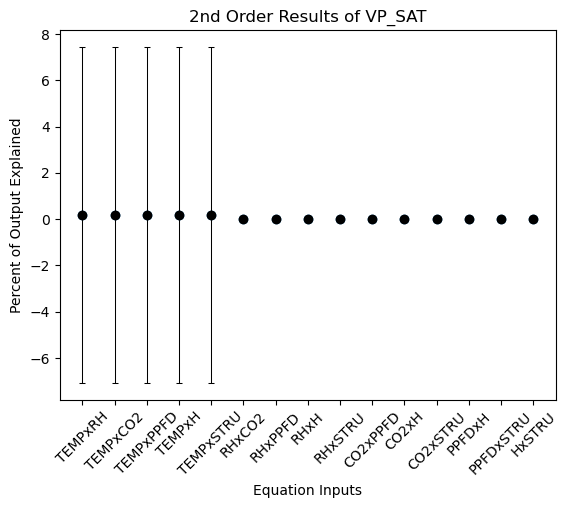 2nd Order Results of VP_SAT
Percent of Output Explained
8
6
4
2
0
−2
−4
−6
TEMPxRH
TEMPxCO2
TEMPxPPFD
TEMPxH
TEMPxSTRU
RHxCO2
RHxPPFD
RHxH
RHxSTRU
CO2xPPFD
CO2xH
CO2xSTRU
PPFDxH
PPFDxSTRU
HxSTRU
Equation Inputs